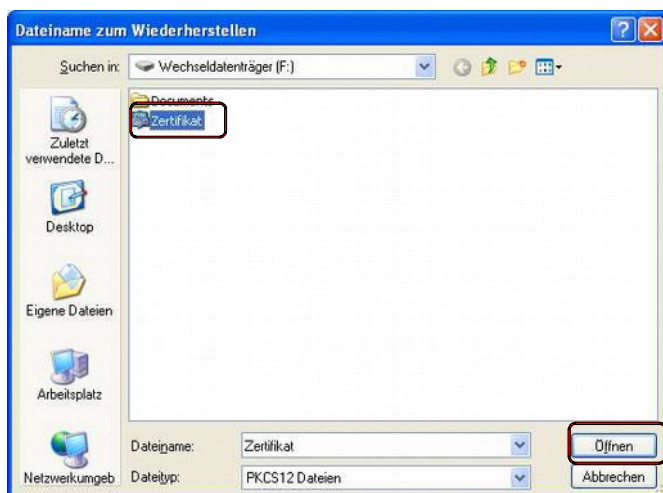 Dateiname zum Wiederherstellen
Suchen in:
Wechseldatenträger (F:)
Documents
Zertifikat
Zuletzt
verwendete D...
Desktop
Eigene Dateien
Arbeitsplatz
Netzwerkumgeb
Dateiname:
Zertifikat
Öffnen
Dateityp:
PKCS12 Dateien
Abbrechen